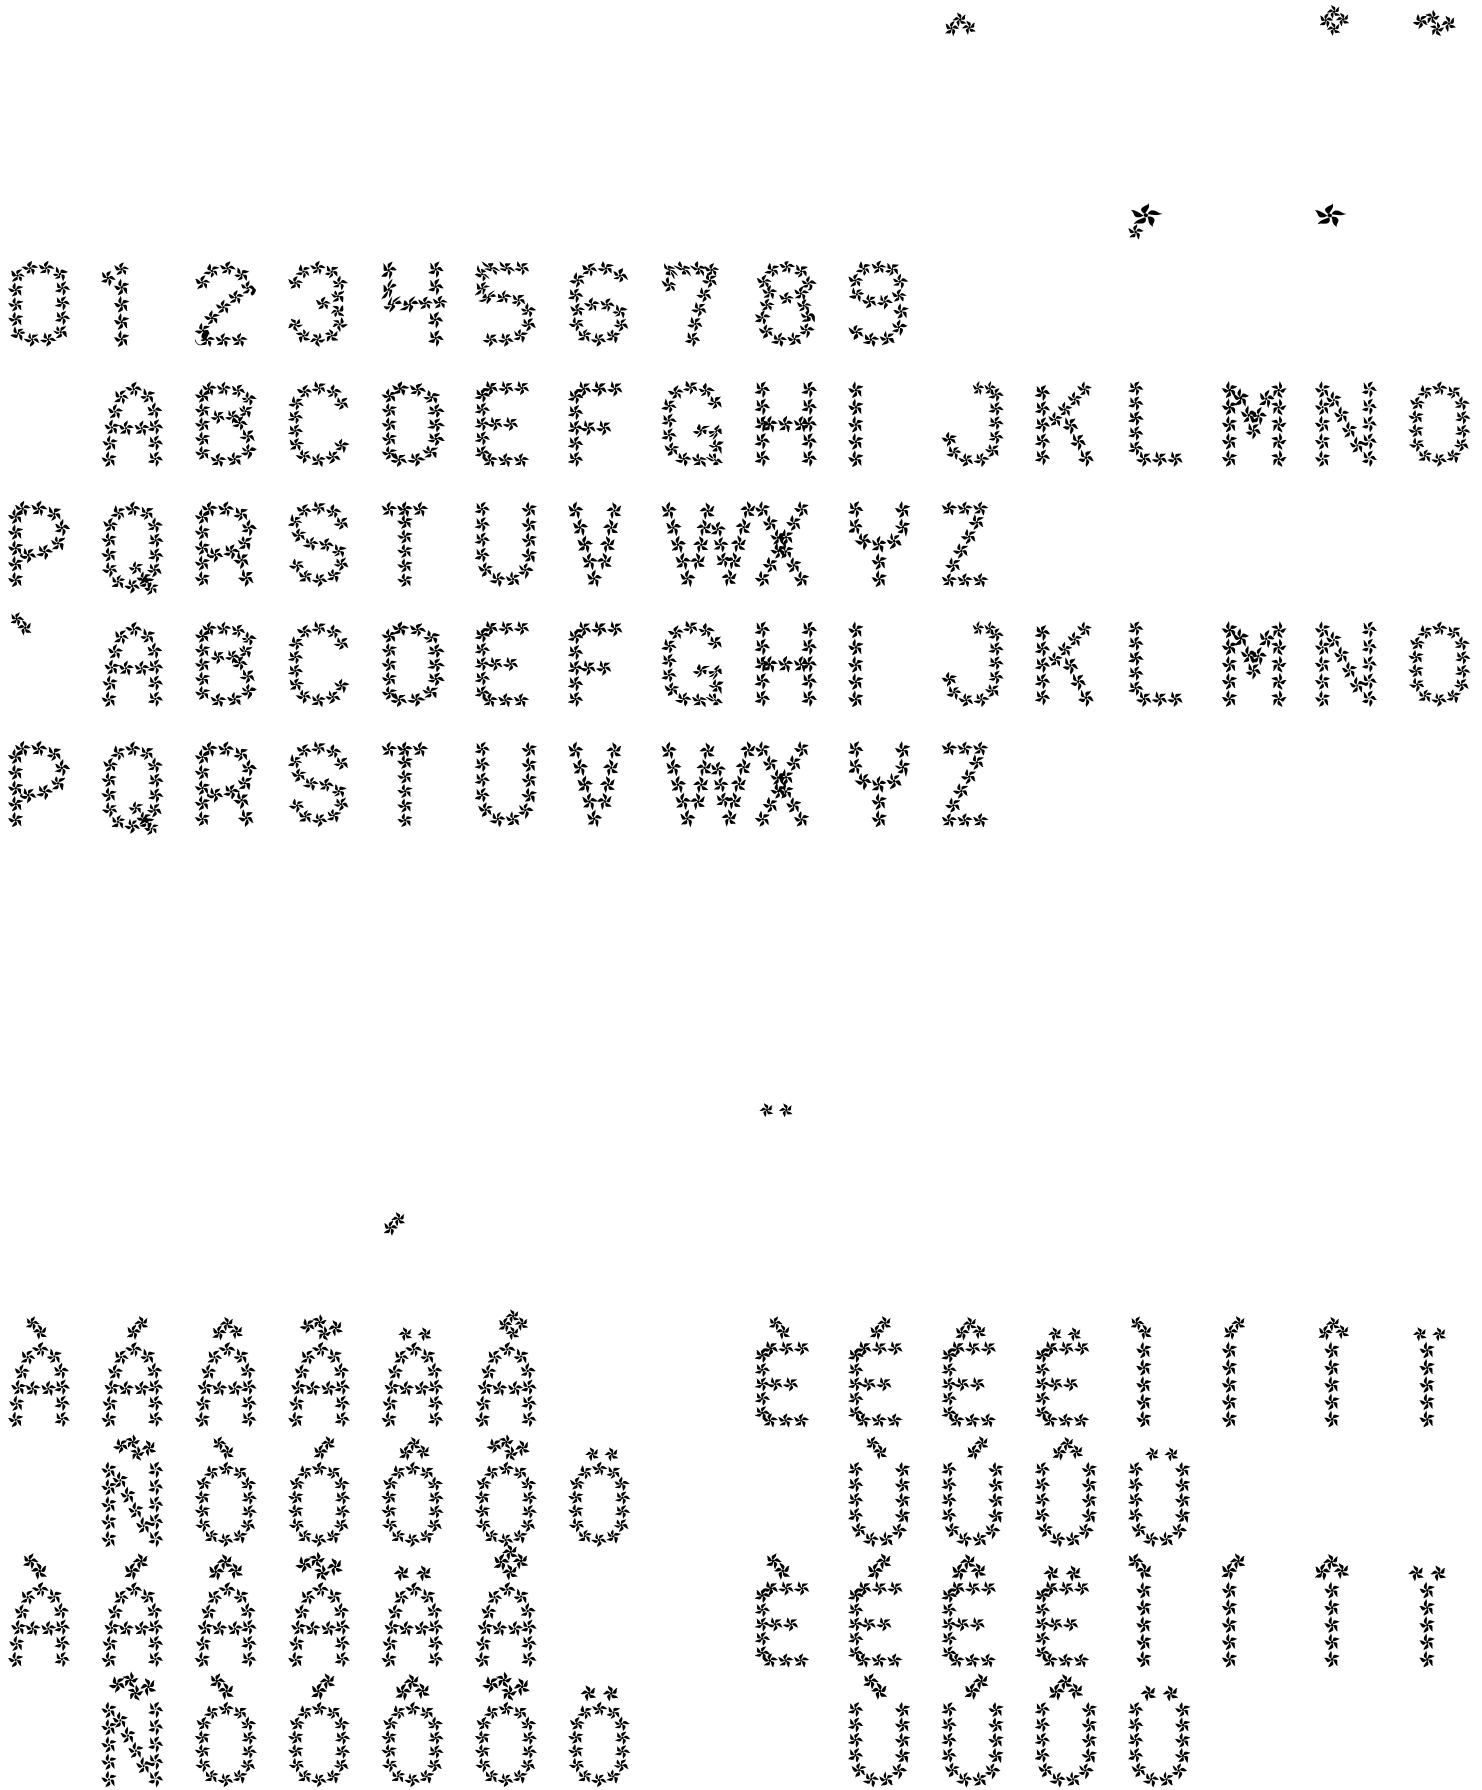 ˆ ˚ ˜
, .
0 1 2 3 4 5 6 7 8 9
A B C D E F G H I J K L M N O
P Q R S T U V W X Y Z
` A B C D E F G H I J K L M N O
P Q R S T U V W X Y Z
¨
´
À Á Â Ã Ä Å È É Ê Ë Ì Í Î Ï
Ñ Ò Ó Ô Õ Ö Ù Ú Û Ü
À Á Â Ã Ä Å È É Ê Ë Ì Í Î Ï
Ñ Ò Ó Ô Õ Ö Ù Ú Û Ü